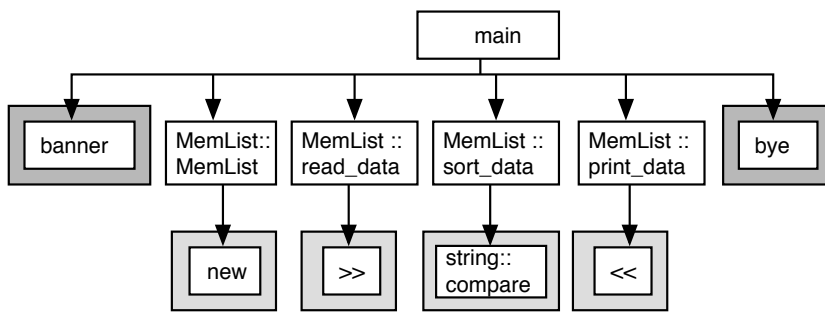 main
banner
MemList::
MemList
MemList ::
read_data
MemList ::
sort_data
MemList ::
print_data
bye
new
>>
string::
compare
<<